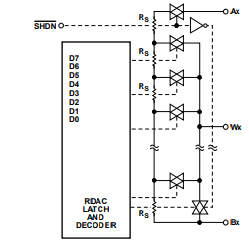 RS
Ax
SHDN
D7
RS
D6
D5
D4
D3
RS
D2
D1
D0
Wx
RDAC
LATCH
AND
DECODER
RS
Bx